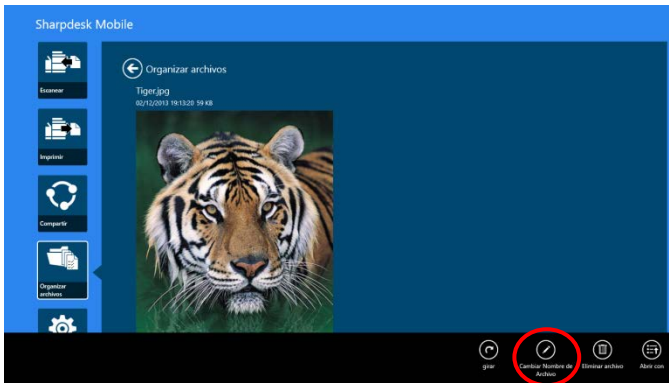 Sharpdesk Mobile
Escanear
Imprimir
Compartir
Organizar
archivos
Organizar archivos
Tiger.jpg
02/12/2013 19:13:20 59 KB
girar
Cambiar Nombre de
Archivo
Eliminar archivo
Abrir con